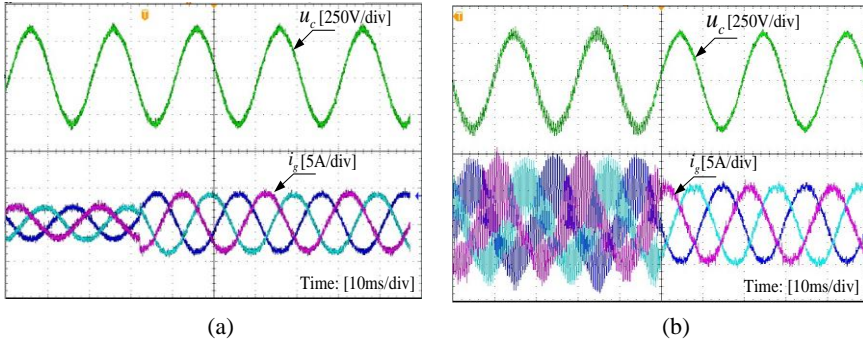 u_c [250V/div]
i_g [5A/div]
Time: [10ms/div]
(a)
u_c [250V/div]
i_g [5A/div]
Time: [10ms/div]
(b)